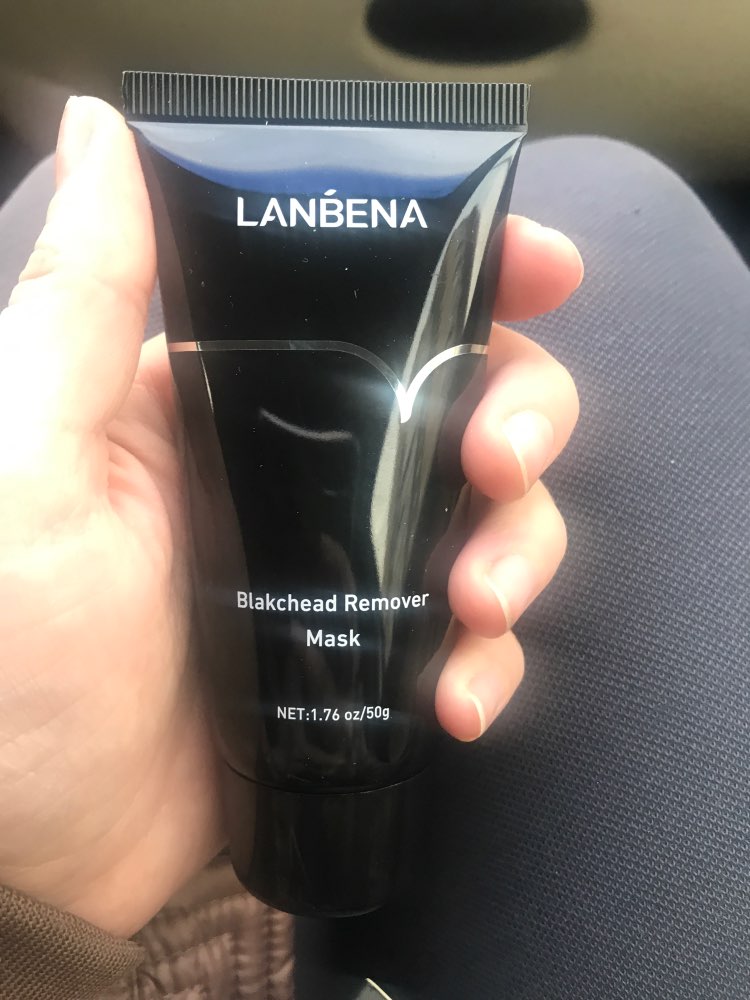 LANBENA
Blakchead Remover
Mask
NET:1.76 oz/50g